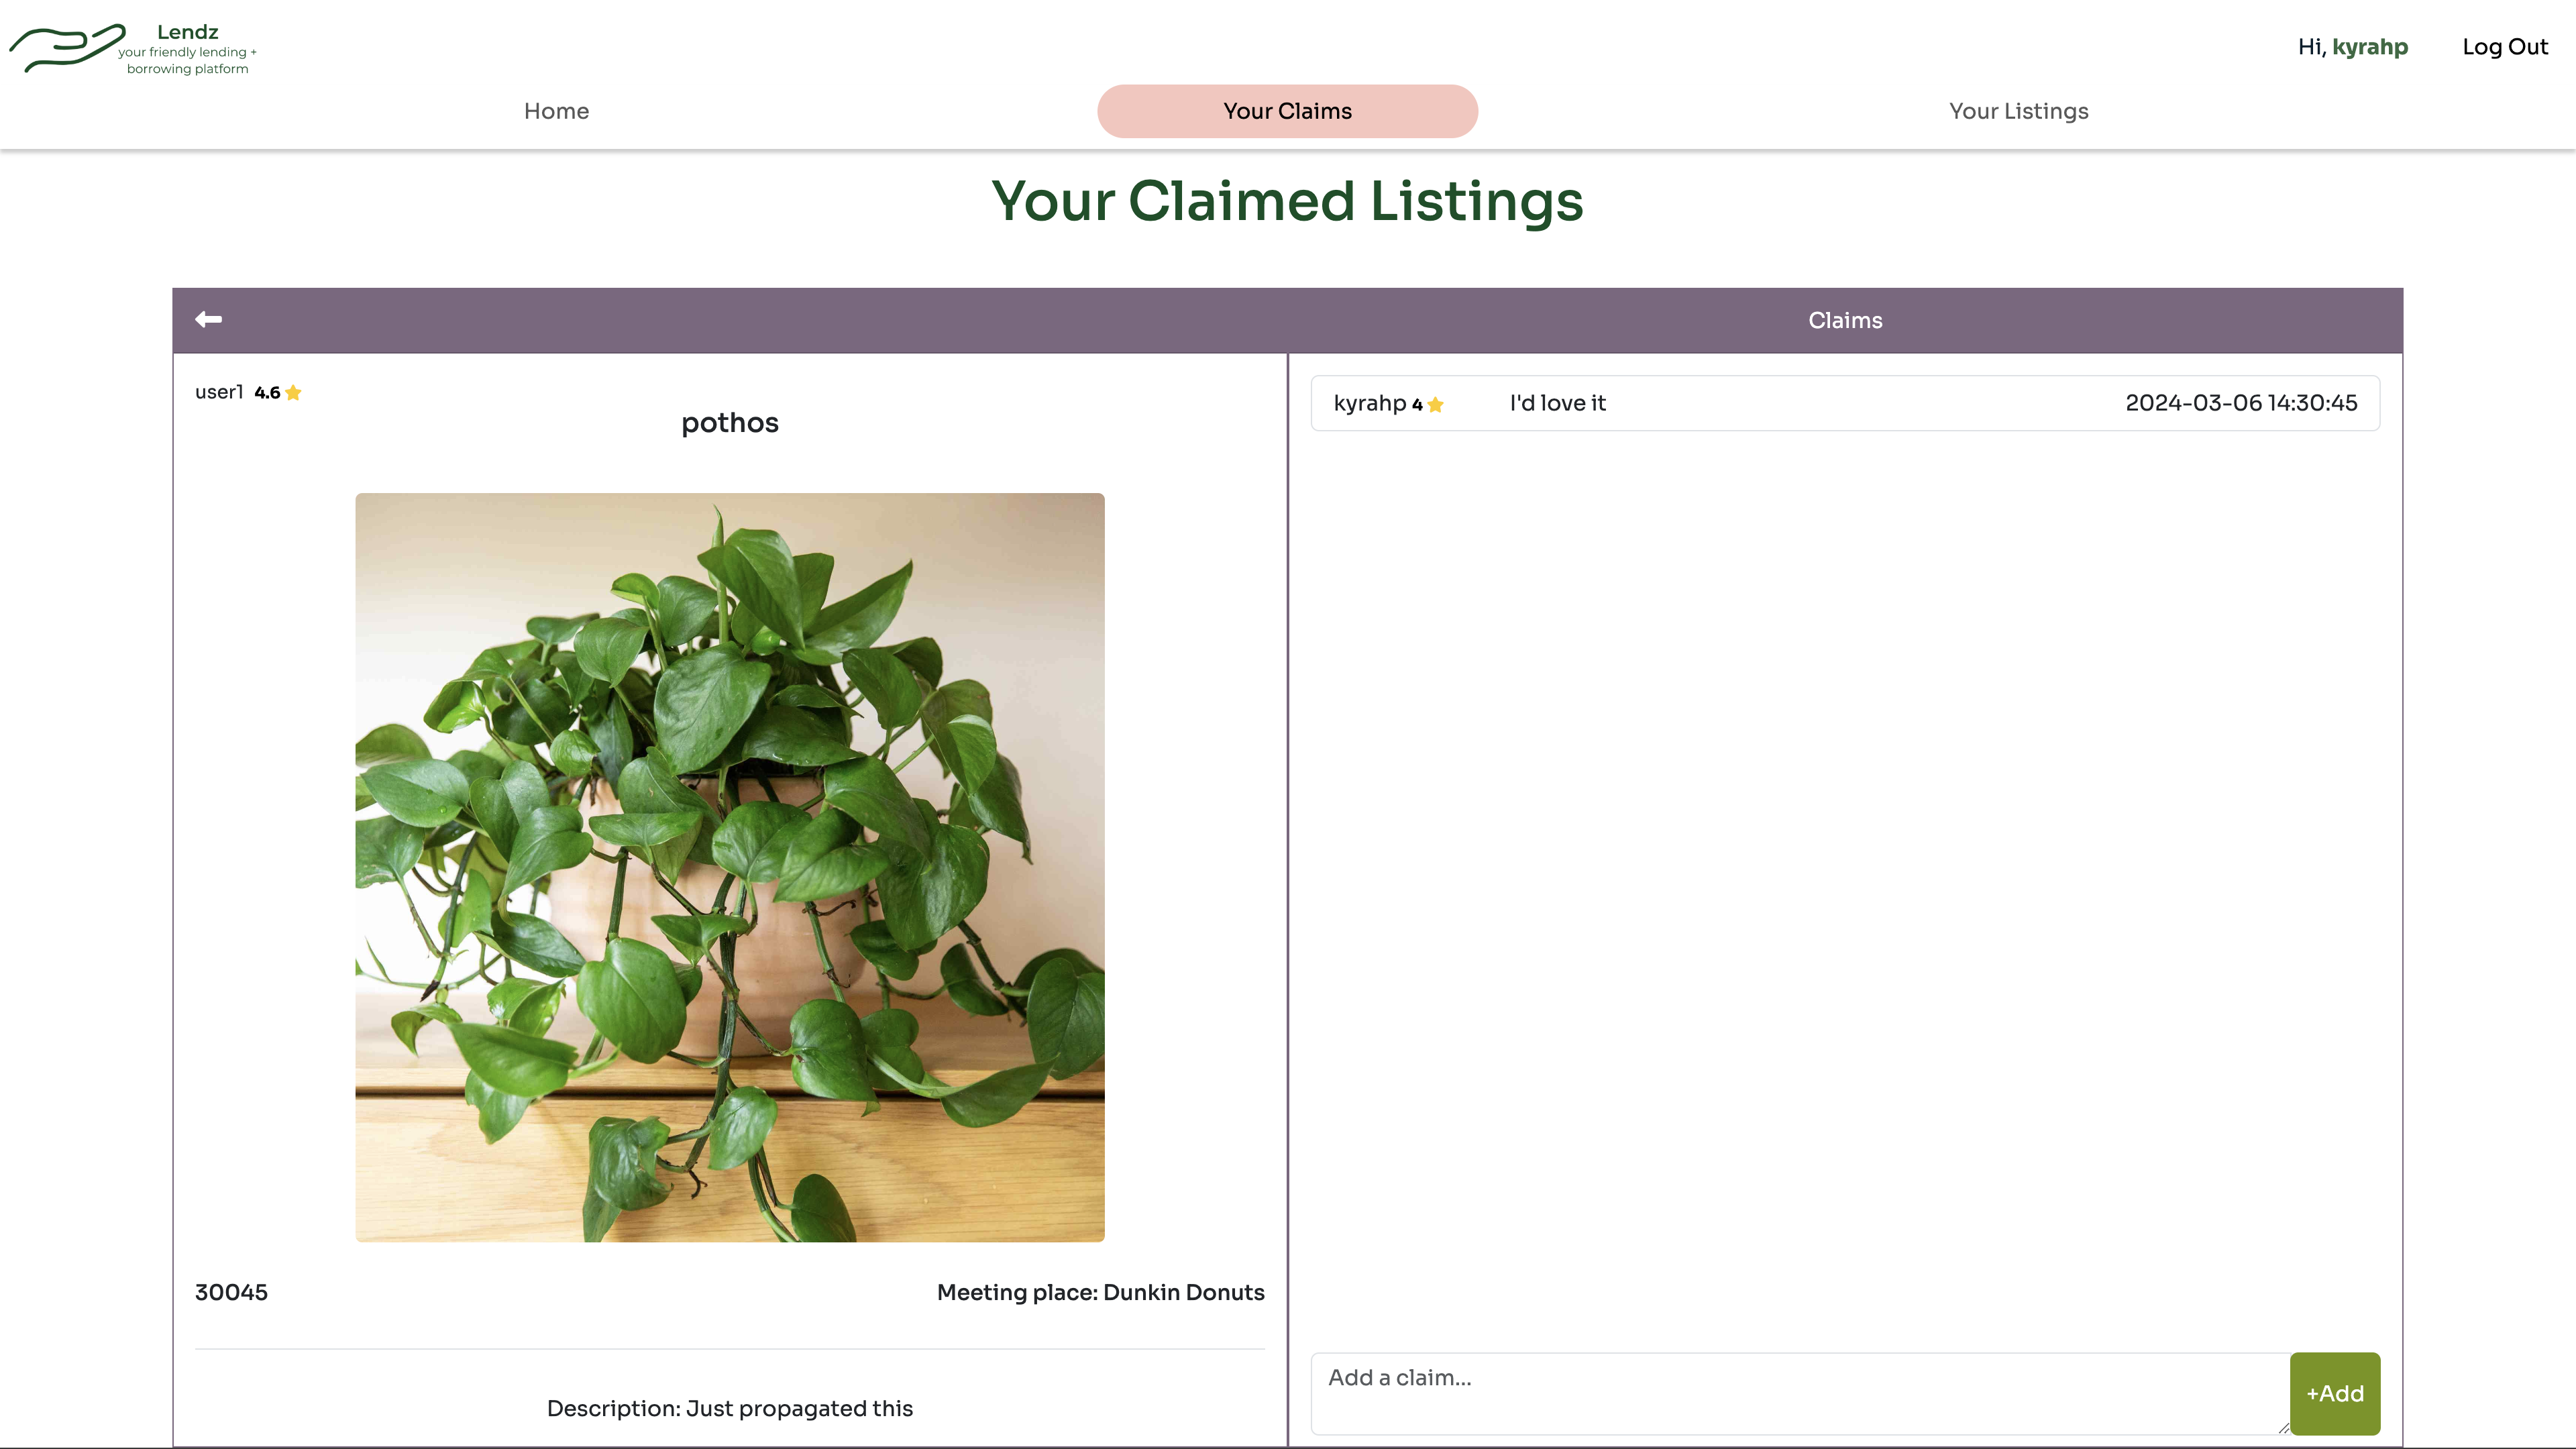 Lendz
your friendly lending +
borrowing platform
Hi, kyrahp
Log Out
Home
Your Claims
Your Listings
Your Claimed Listings
Claims
user1 4.6
pothos
30045
Meeting place: Dunkin Donuts
Description: Just propagated this
kyrahp 4
I'd love it
2024-03-06 14:30:45
Add a claim...
+Add